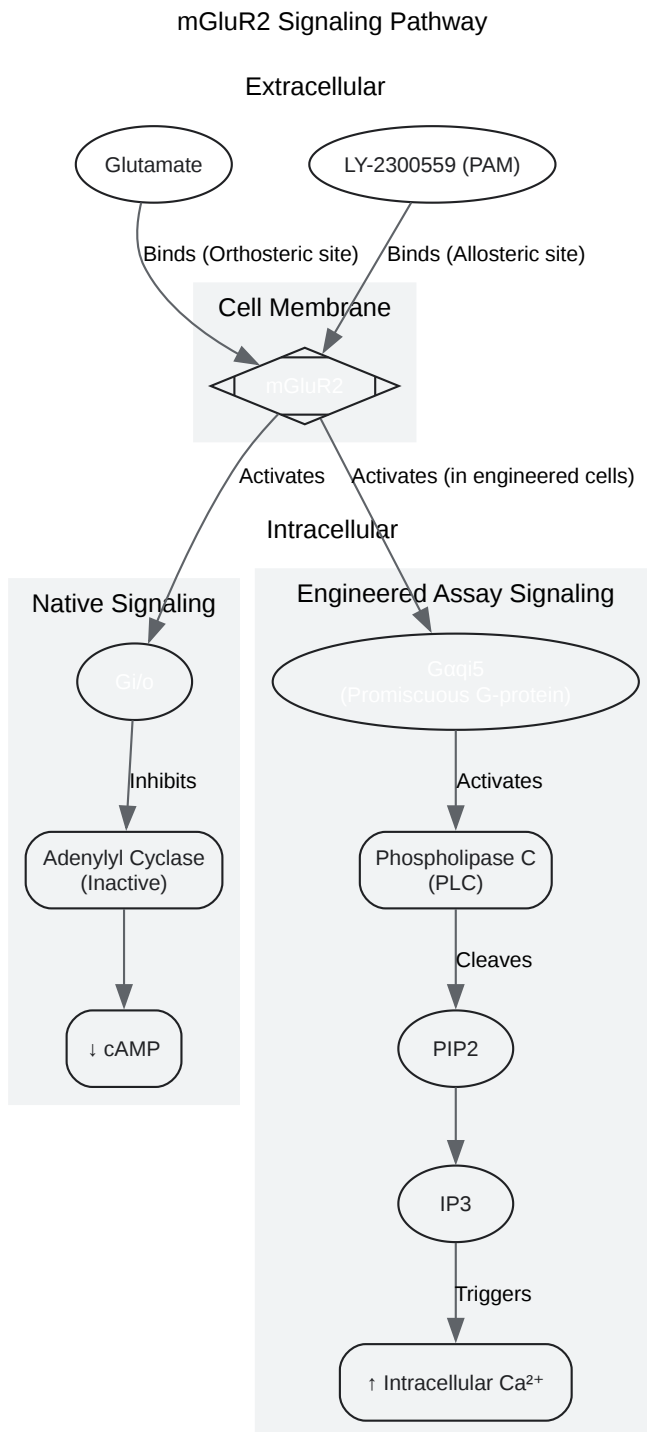 mGluR2 Signaling Pathway
Extracellular
Glutamate
LY-2300559 (PAM)
Binds (Orthosteric site)
Binds (Allosteric site)
Cell Membrane
mGluR2
Activates
Activates (in engineered cells)
Intracellular
Native Signaling
Engineered Assay Signaling
Gi/o
Gαqi5
(Promiscuous G-protein)
Inhibits
Activates
Adenylyl Cyclase
(Inactive)
Phospholipase C
(PLC)
Cleaves
↓ cAMP
PIP2
IP3
Triggers
↑ Intracellular Ca²⁺